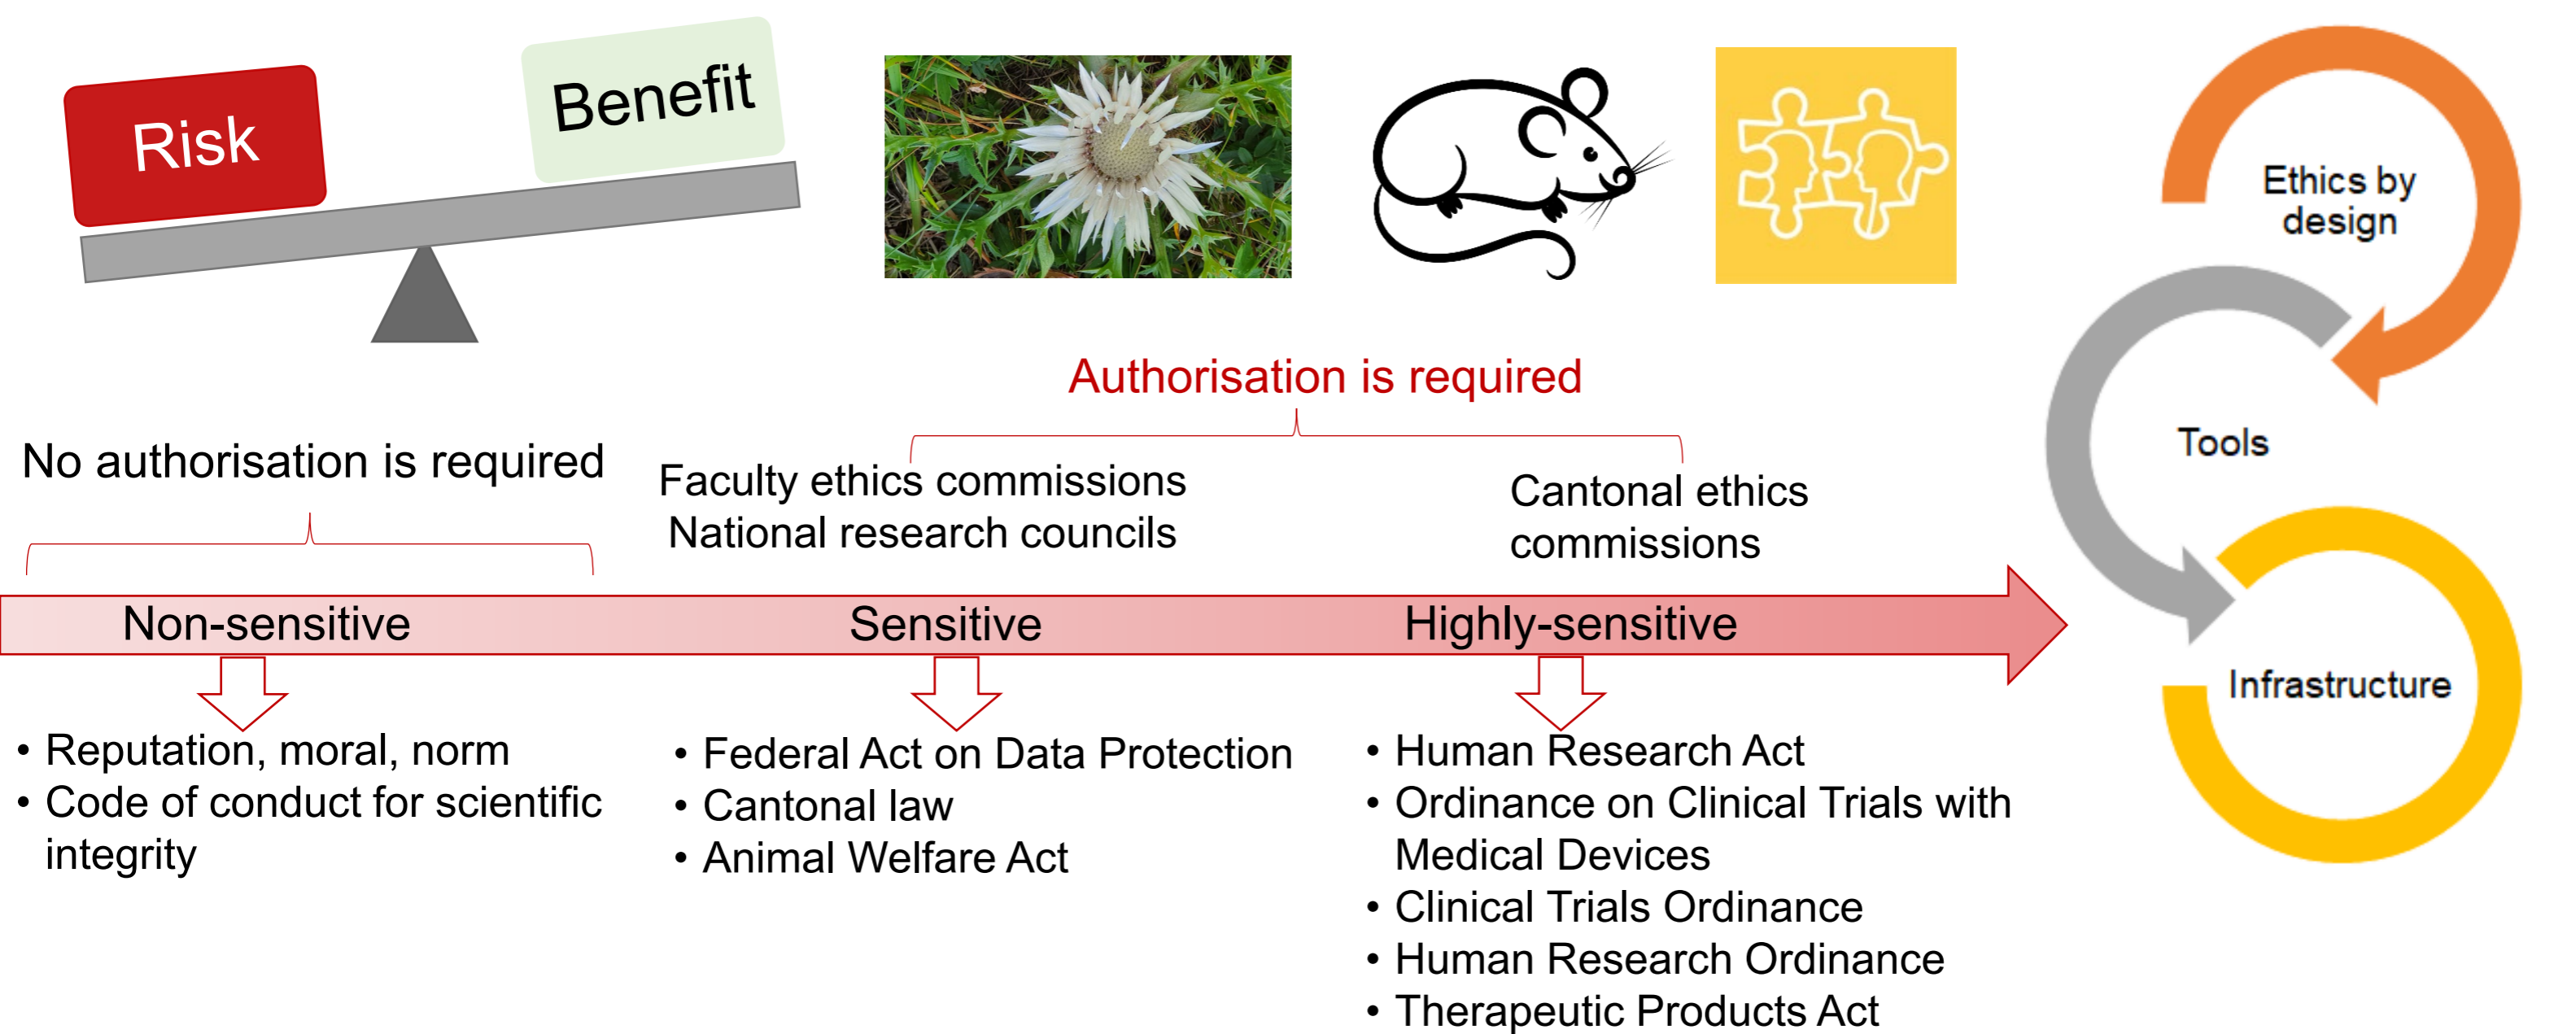 Risk
Benefit
Authorisation is required
No authorisation is required
Faculty ethics commissions
National research councils
Cantonal ethics
commissions
Non-sensitive
Sensitive
Highly-sensitive
• Reputation, moral, norm
• Code of conduct for scientific
integrity
• Federal Act on Data Protection
• Cantonal law
• Animal Welfare Act
• Human Research Act
• Ordinance on Clinical Trials with
Medical Devices
• Clinical Trials Ordinance
• Human Research Ordinance
• Therapeutic Products Act
Ethics by
design
Tools
Infrastructure